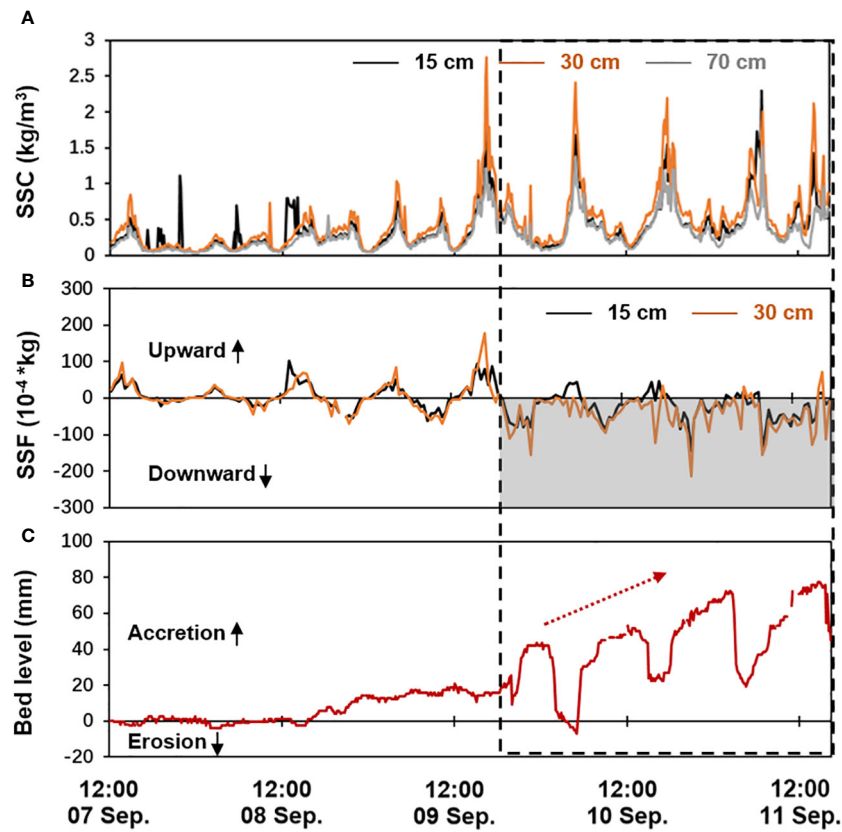 A
3
2.5
2
1.5
1
0.5
0
SSC (kg/m³)
15 cm 30 cm 70 cm
B
300
200
100
0
-100
-200
-300
SSF (10⁻⁴ *kg)
15 cm 30 cm
Upward ↑
Downward ↓
C
100
80
60
40
20
0
-20
Bed level (mm)
Accretion ↑
Erosion ↓
12:00 12:00 12:00 12:00 12:00
07 Sep. 08 Sep. 09 Sep. 10 Sep. 11 Sep.